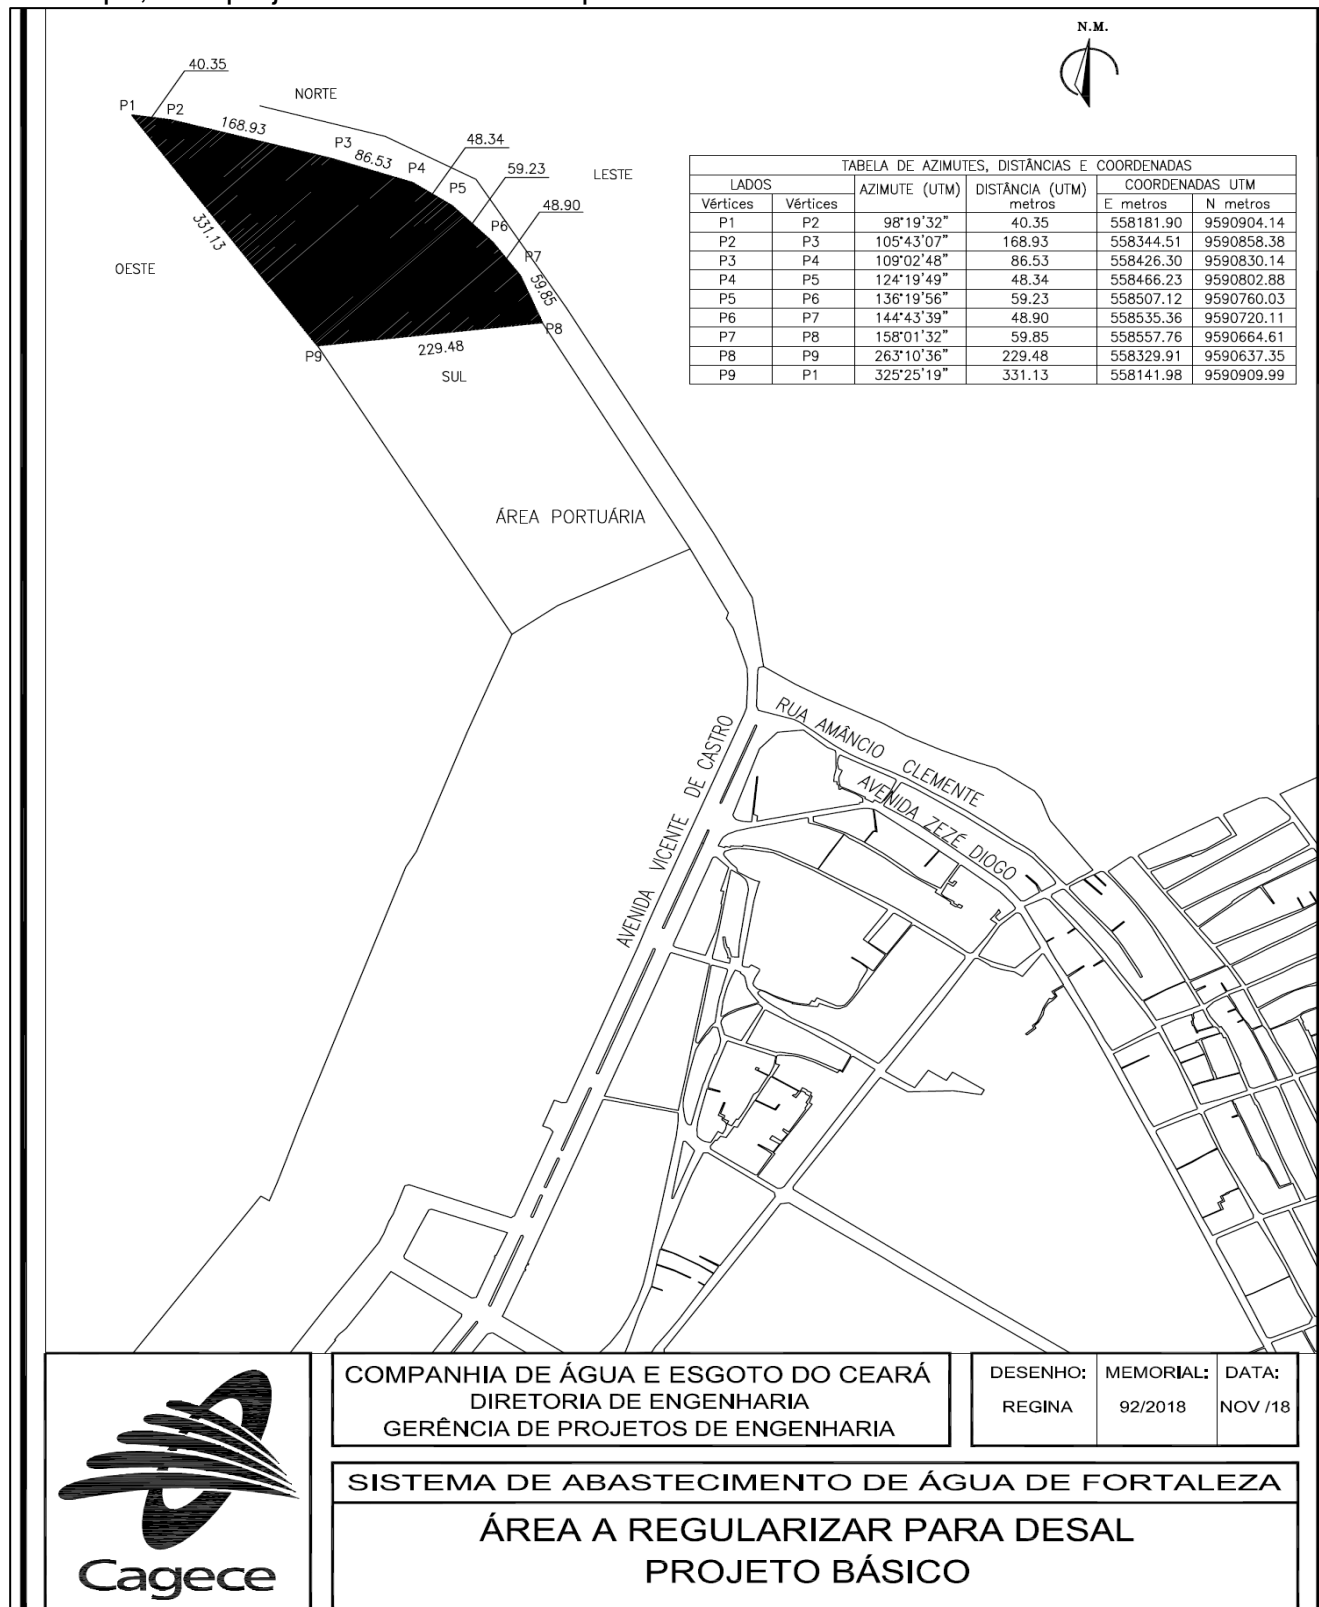 N.M.
40.35
P1
P2
NORTE
168.93
P3
86.53
P4
48.34
P5
59.23
LESTE
48.90
P6
P7
59.85
P8
331.13
OESTE
P9
229.48
SUL
TABELA DE AZIMUTES, DISTÂNCIAS E COORDENADAS
LADOS AZIMUTE (UTM) DISTÂNCIA (UTM) metros COORDENADAS UTM
Vértices Vértices E metros N metros
P1 P2 98°19'32" 40.35 558181.90 9590904.14
P2 P3 105°43'07" 168.93 558344.51 9590858.38
P3 P4 109°02'48" 86.53 558426.30 9590830.14
P4 P5 124°19'49" 48.34 558466.23 9590802.88
P5 P6 136°19'56" 59.23 558507.12 9590760.03
P6 P7 144°43'39" 48.90 558535.36 9590720.11
P7 P8 158°01'32" 59.85 558557.76 9590664.61
P8 P9 263°10'36" 229.48 558329.91 9590637.35
P9 P1 325°25'19" 331.13 558141.98 9590909.99
ÁREA PORTUÁRIA
RUA AMÂNCIO CLEMENTE
AVENIDA ZEZÉ DIOGO
AVENIDA VICENTE DE CASTRO
Cagece
COMPANHIA DE ÁGUA E ESGOTO DO CEARÁ
DIRETORIA DE ENGENHARIA
GERÊNCIA DE PROJETOS DE ENGENHARIA
DESENHO: MEMORIAL: DATA:
REGINA 92/2018 NOV /18
SISTEMA DE ABASTECIMENTO DE ÁGUA DE FORTALEZA
ÁREA A REGULARIZAR PARA DESAL
PROJETO BÁSICO